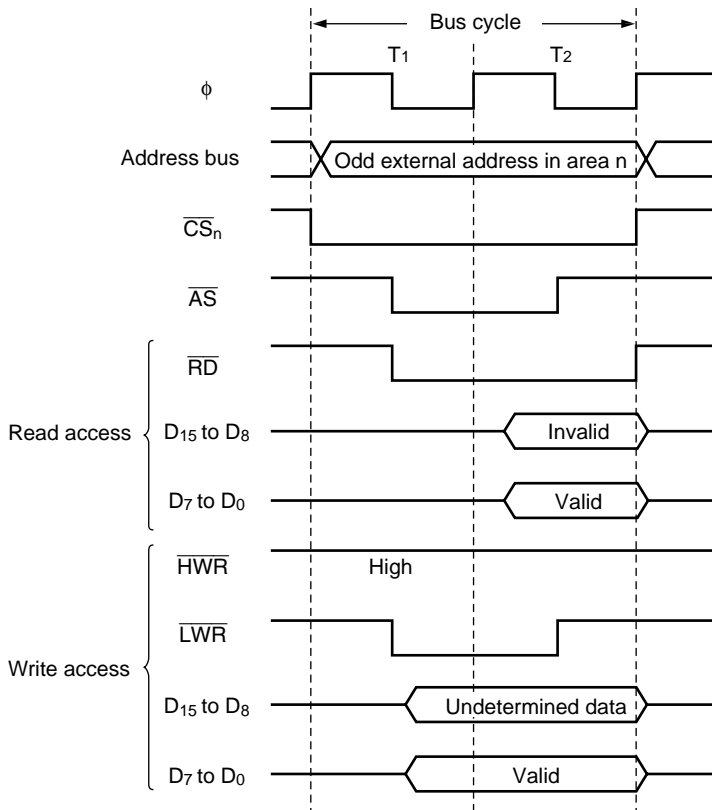 Bus cycle
T1 T2
ϕ
Address bus Odd external address in area n
CSn
AS
RD
Read access
D15 to D8 Invalid
D7 to D0 Valid
HWR High
LWR
Write access
D15 to D8 Undetermined data
D7 to D0 Valid